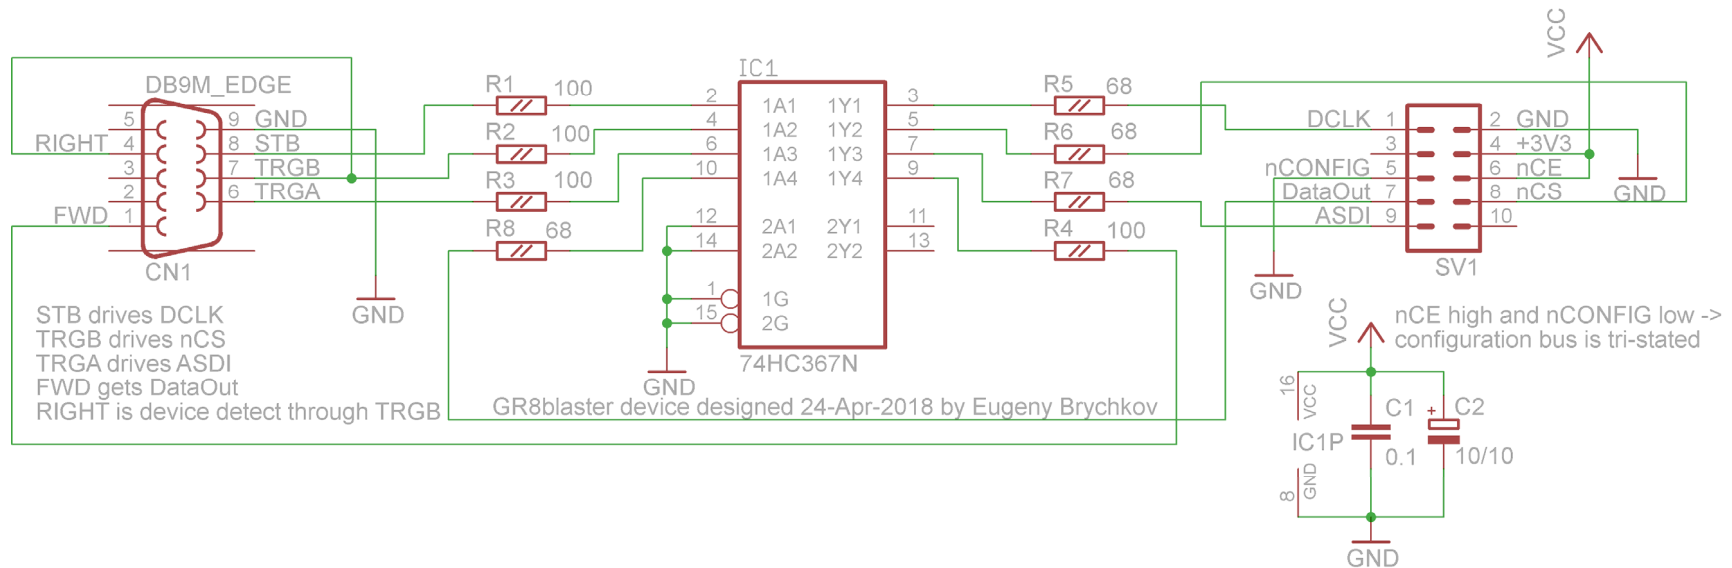 DB9M_EDGE
5
9
GND
RIGHT
4
8
STB
3
7
TRGB
2
6
TRGA
FWD
1
CN1
GND
R1
100
R2
100
R3
100
R8
68
IC1
2
1A1
1Y1
3
4
1A2
1Y2
5
6
1A3
1Y3
7
10
1A4
1Y4
9
12
2A1
2Y1
11
14
2A2
2Y2
13
1
1G
15
2G
74HC367N
GND
R5
68
R6
68
R7
68
R4
100
VCC
DCLK
1
2
GND
3
4
+3V3
nCONFIG
5
6
nCE
DataOut
7
8
nCS
ASDI
9
10
SV1
GND
GND
STB drives DCLK
TRGB drives nCS
TRGA drives ASDI
FWD gets DataOut
RIGHT is device detect through TRGB
GR8blaster device designed 24-Apr-2018 by Eugeny Brychkov
nCE high and nCONFIG low ->
configuration bus is tri-stated
VCC
16
VCC
IC1P
8
GND
C1
0.1
+
C2
10/10
GND